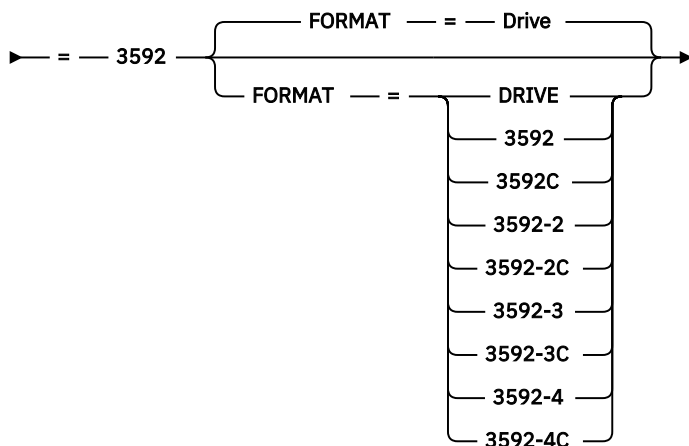 FORMAT = Drive
= 3592
FORMAT = DRIVE
3592
3592C
3592-2
3592-2C
3592-3
3592-3C
3592-4
3592-4C